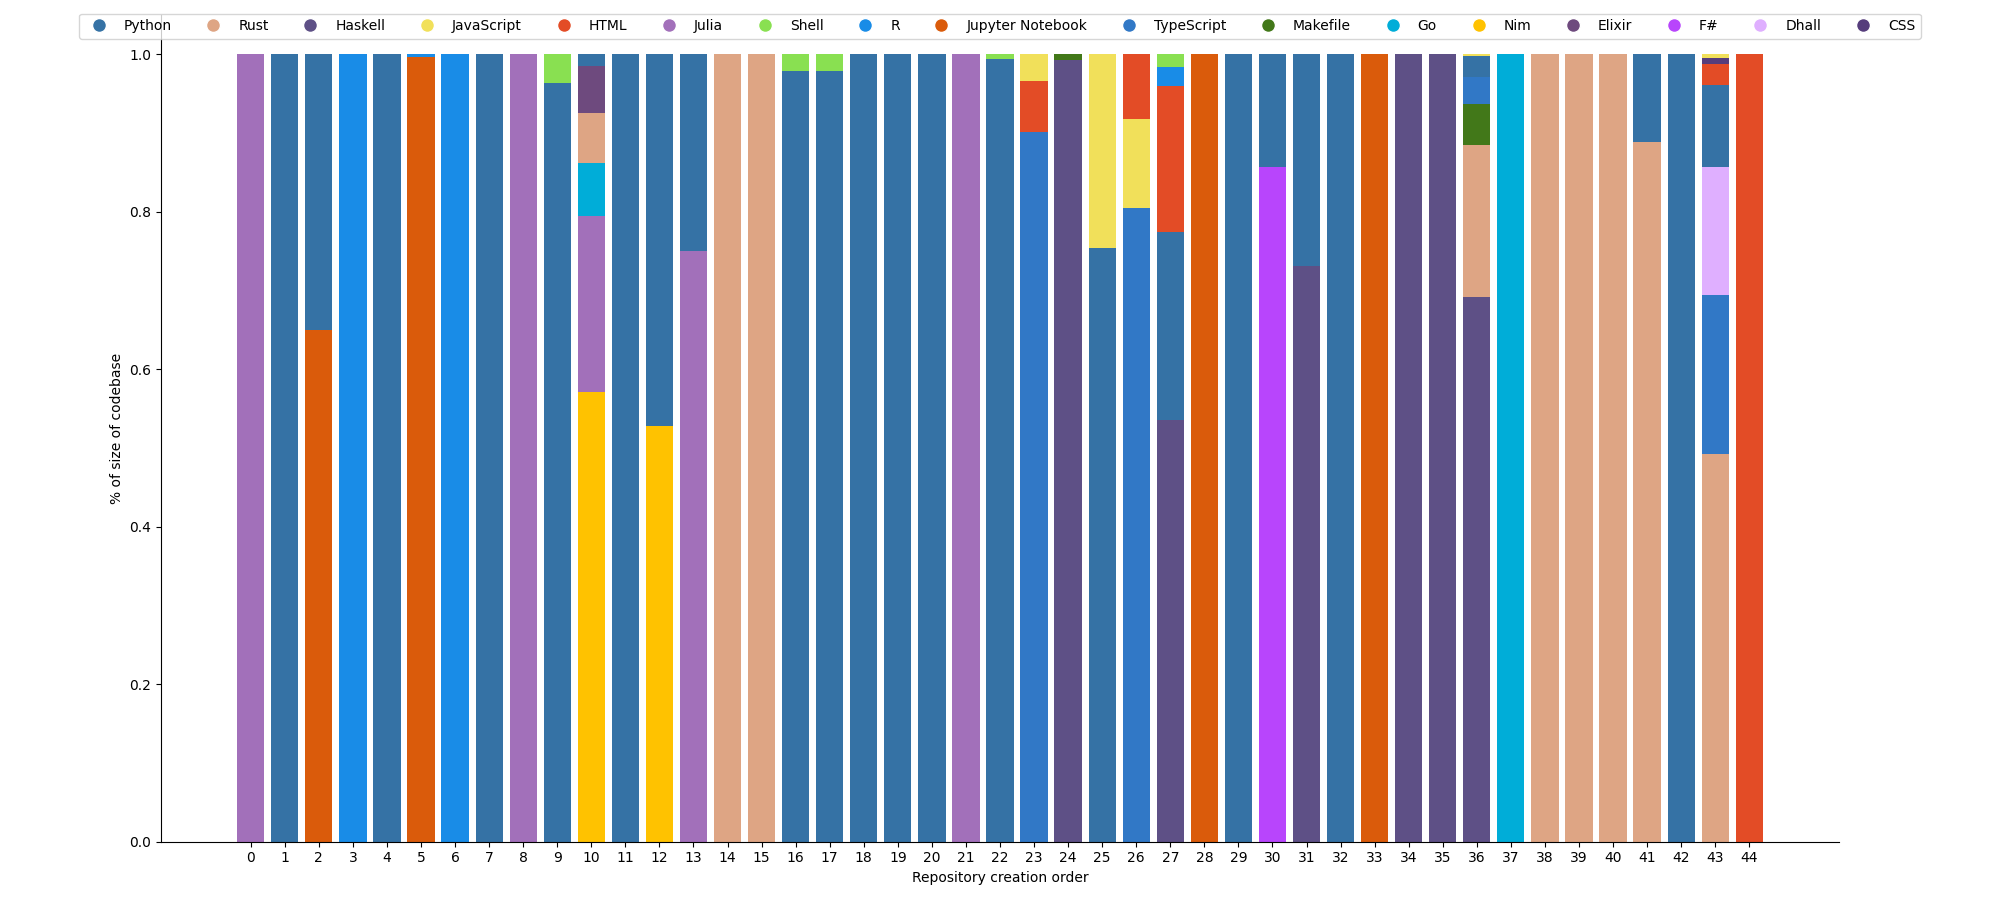 Python Rust Haskell JavaScript HTML Julia Shell R Jupyter Notebook TypeScript Makefile Go Nim Elixir F# Dhall CSS
1.0
0.8
0.6
0.4
0.2
0.0
% of size of codebase
0 1 2 3 4 5 6 7 8 9 10 11 12 13 14 15 16 17 18 19 20 21 22 23 24 25 26 27 28 29 30 31 32 33 34 35 36 37 38 39 40 41 42 43 44
Repository creation order